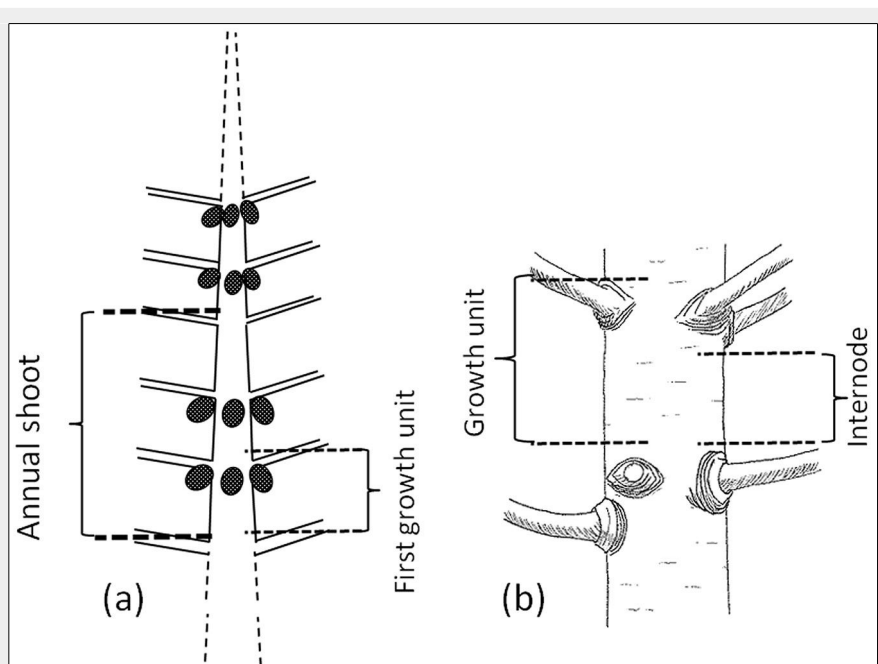 Annual shoot
First growth unit
(a)
Growth unit
Internode
(b)